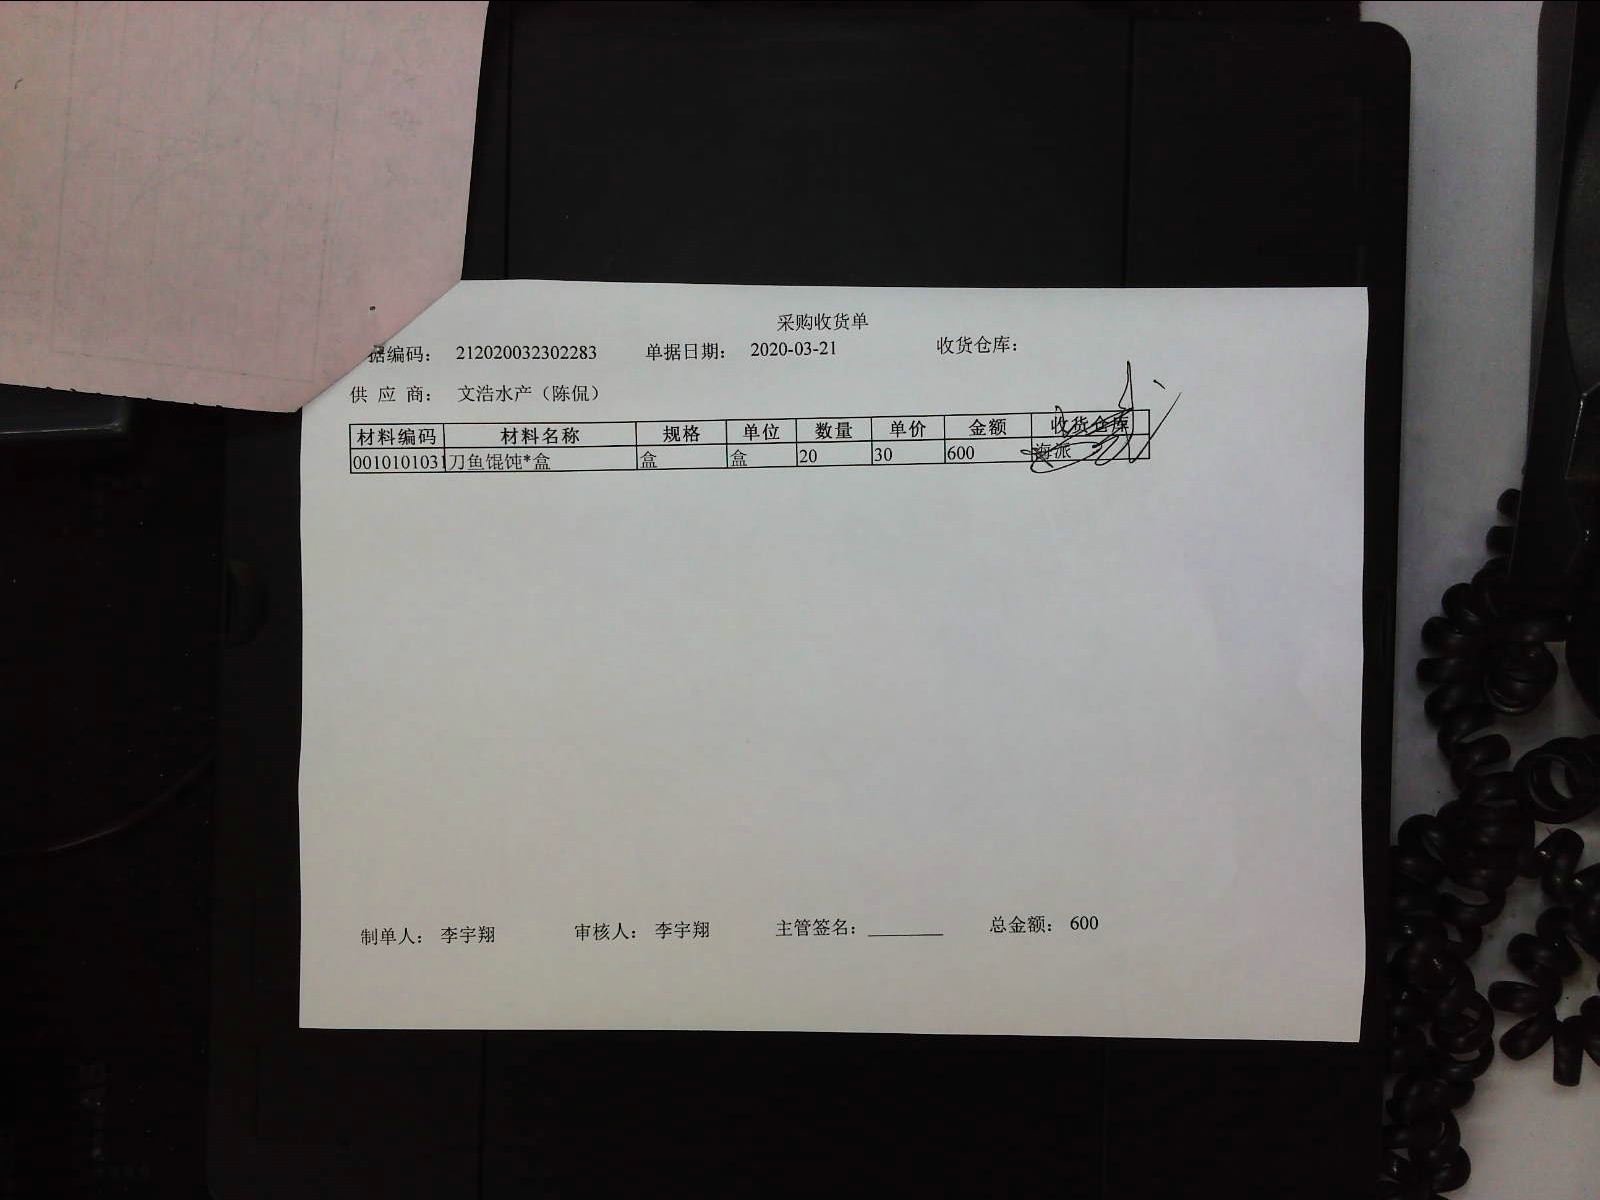 采购收货单
据编码： 212020032302283 单据日期： 2020-03-21 收货仓库：
供 应 商： 文浩水产（陈侃）
材料编码 材料名称 规格 单位 数量 单价 金额 收货仓库
0010101031 刀鱼馄饨*盒 盒 盒 20 30 600 海派
制单人： 李宇翔 审核人： 李宇翔 主管签名：________ 总金额： 600